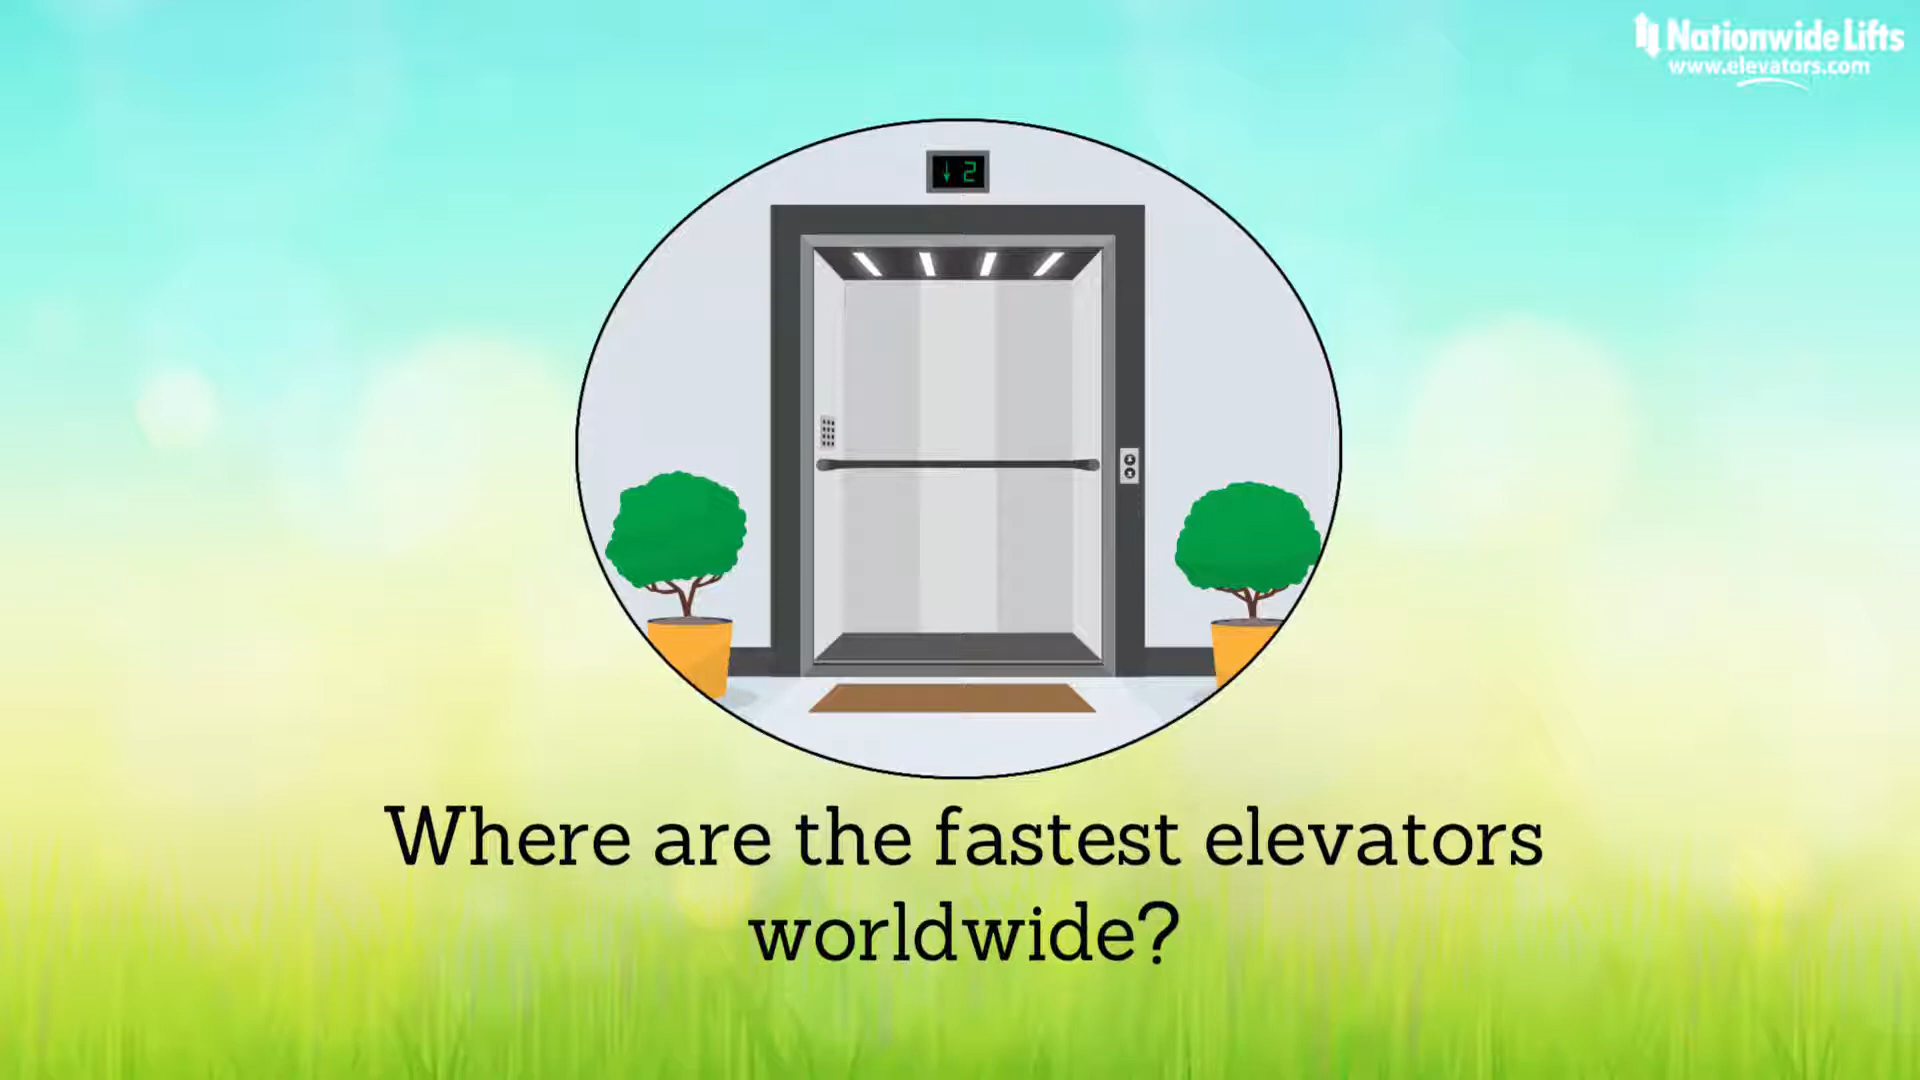 Nationwide Lifts
www.elevators.com
↓ 2
Where are the fastest elevators
worldwide?